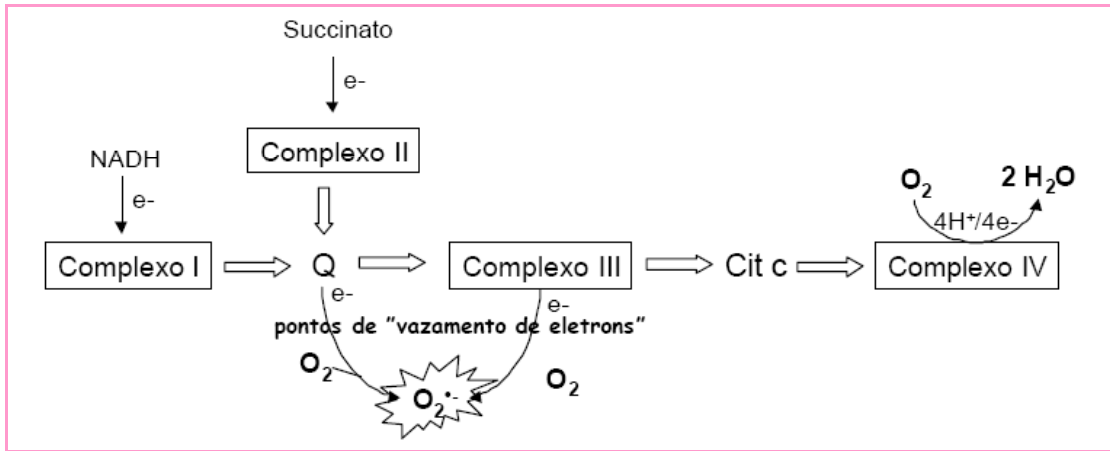 Succinato
e-
Complexo II
NADH
e-
O₂ 2 H₂O
4H⁺/4e-
Complexo I Q Complexo III Cit c Complexo IV
e- e-
pontos de "vazamento de eletrons"
O₂ O₂
O₂•-